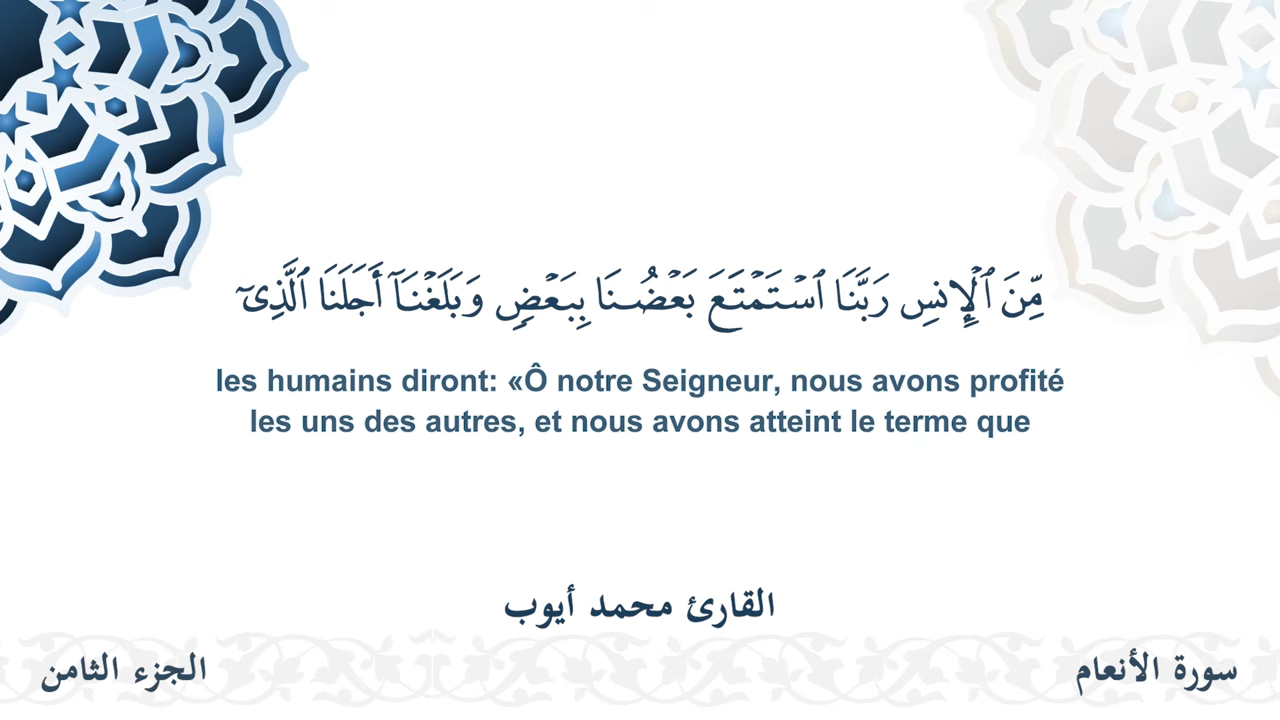 مِّنَ ٱلْإِنسِ رَبَّنَا ٱسْتَمْتَعَ بَعْضُنَا بِبَعْضٍ وَبَلَغْنَآ أَجَلَنَا ٱلَّذِىٓ
les humains diront: «Ô notre Seigneur, nous avons profité
les uns des autres, et nous avons atteint le terme que
القارئ محمد أيوب
سورة الأنعام
الجزء الثامن